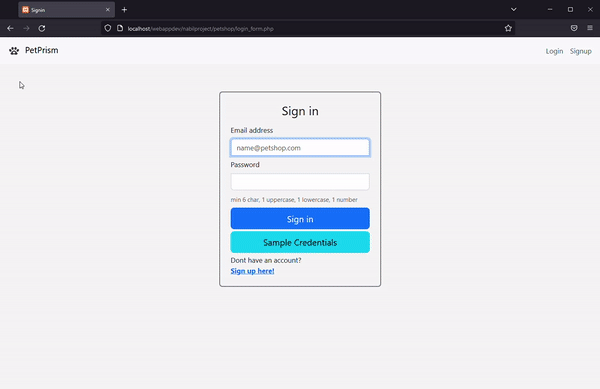 Signin
localhost/webappdev/nabilproject/petshop/login_form.php
PetPrism
Login
Signup
Sign in
Email address
name@petshop.com
Password
min 6 char, 1 uppercase, 1 lowercase, 1 number
Sign in
Sample Credentials
Dont have an account?
Sign up here!